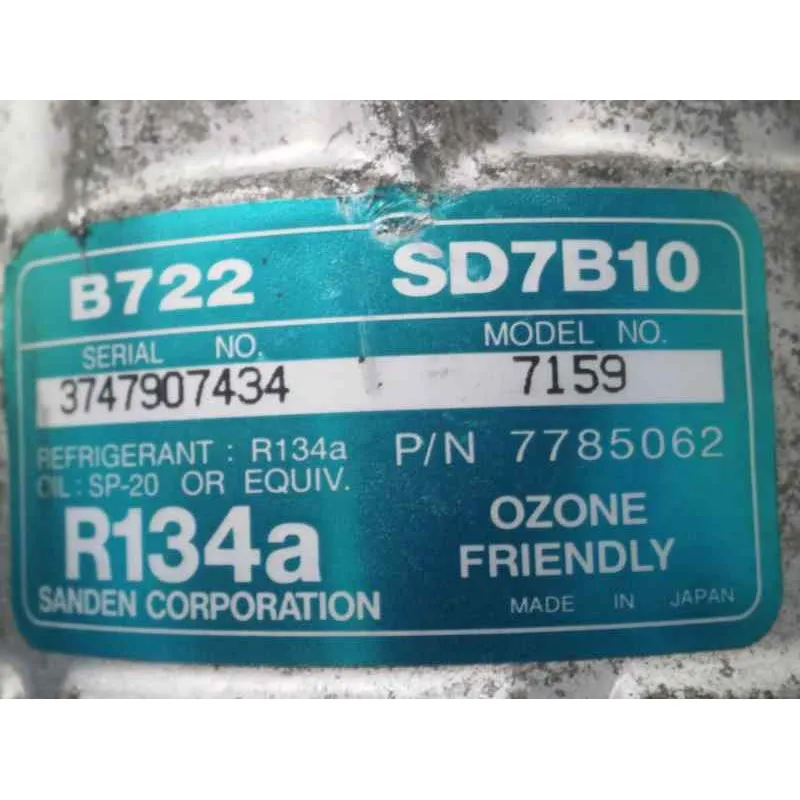 B722 SD7B10
SERIAL NO. MODEL NO.
3747907434 7159
REFRIGERANT : R134a P/N 7785062
OIL : SP-20 OR EQUIV.
R134a OZONE
FRIENDLY
SANDEN CORPORATION MADE IN JAPAN